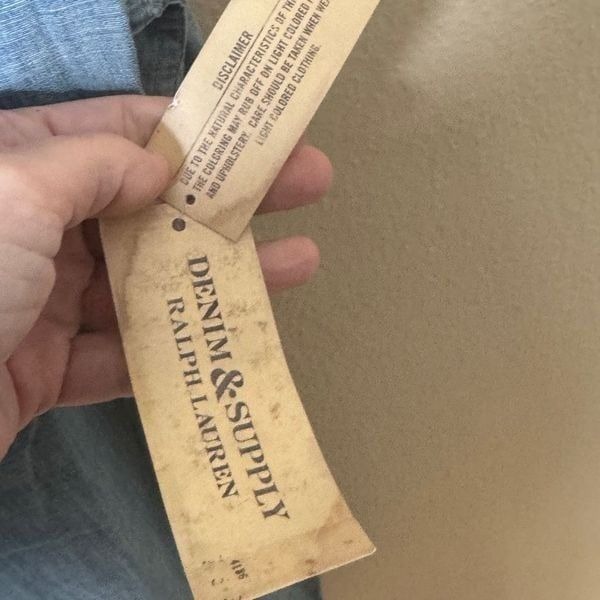 DISCLAIMER
DUE TO THE NATURAL CHARACTERISTICS OF
THE COLORING MAY RUB OFF ON LIGHT COLORED
AND UPHOLSTERY. CARE SHOULD BE TAKEN WHEN
LIGHT COLORED CLOTHING.
DENIM & SUPPLY
RALPH LAUREN